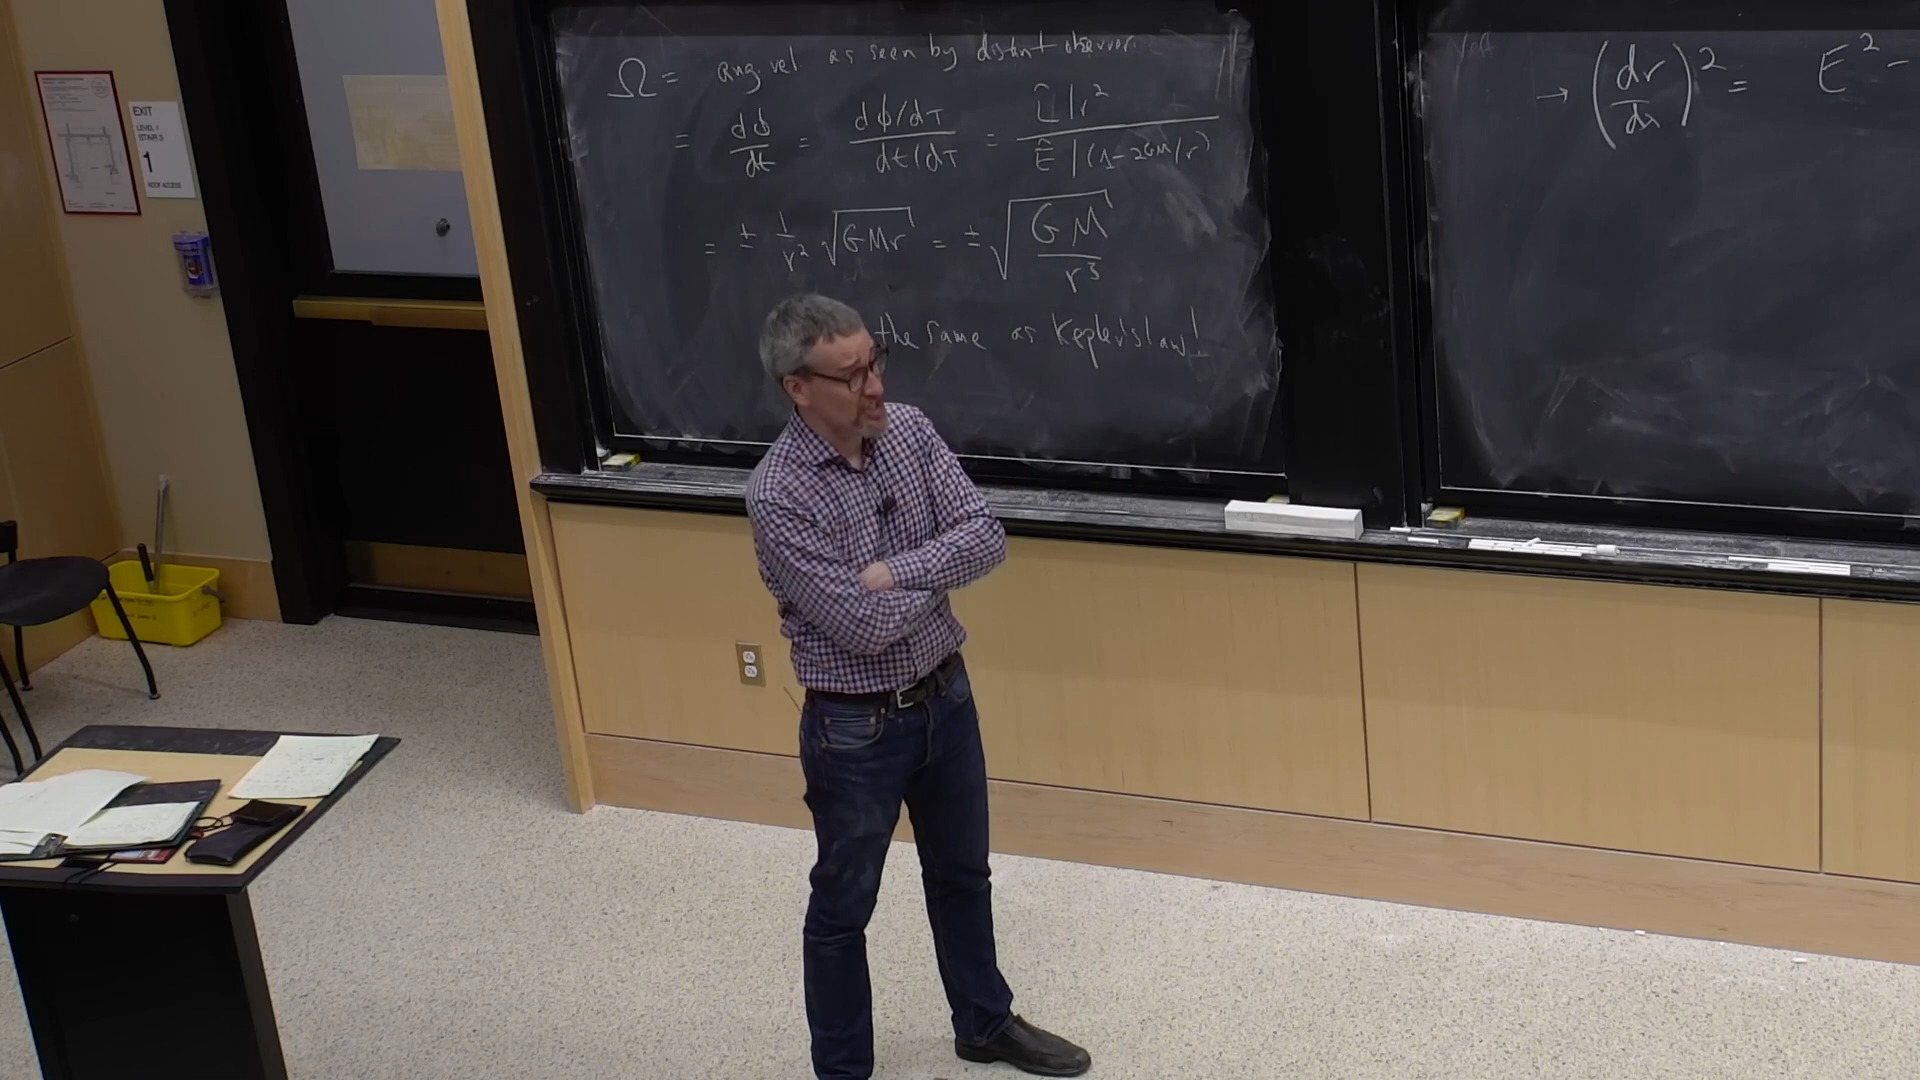 EXIT
LEVEL 1
STAIR 3
1
ROOF ACCESS
Ω = ang. vel. as seen by distant observer.
= dφ/dt = (dφ/dτ)/(dt/dτ) = (L̂/r²)/(Ê/(1-2GM/r))
= ± 1/r² √GMr = ± √(GM/r³)
the same as Kepler's law!
→ (dr/dλ)² = E² -